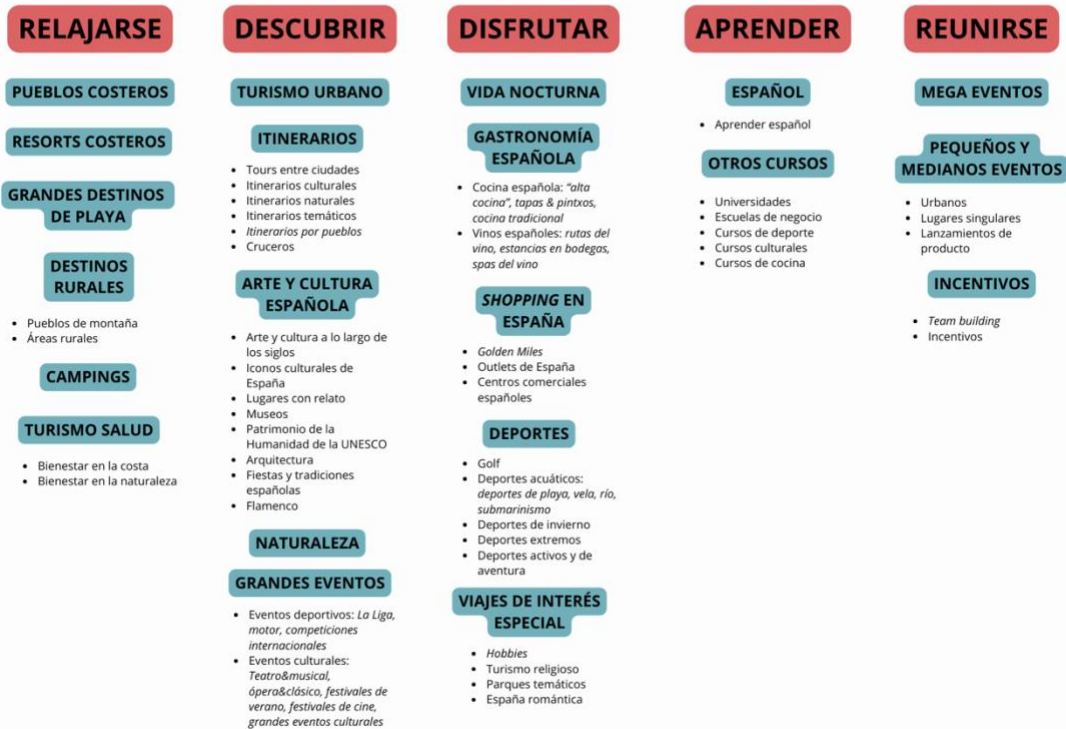 RELAJARSE
PUEBLOS COSTEROS
RESORTS COSTEROS
GRANDES DESTINOS
DE PLAYA
DESTINOS
RURALES
• Pueblos de montaña
• Áreas rurales
CAMPINGS
TURISMO SALUD
• Bienestar en la costa
• Bienestar en la naturaleza
DESCUBRIR
TURISMO URBANO
ITINERARIOS
• Tours entre ciudades
• Itinerarios culturales
• Itinerarios naturales
• Itinerarios temáticos
• Itinerarios por pueblos
• Cruceros
ARTE Y CULTURA
ESPAÑOLA
• Arte y cultura a lo largo de
los siglos
• Iconos culturales de
España
• Lugares con relato
• Museos
• Patrimonio de la
Humanidad de la UNESCO
• Arquitectura
• Fiestas y tradiciones
españolas
• Flamenco
NATURALEZA
GRANDES EVENTOS
• Eventos deportivos: La Liga,
motor, competiciones
internacionales
• Eventos culturales:
Teatro&musical,
ópera&clásico, festivales de
verano, festivales de cine,
grandes eventos culturales
DISFRUTAR
VIDA NOCTURNA
GASTRONOMÍA
ESPAÑOLA
• Cocina española: “alta
cocina”, tapas & pintxos,
cocina tradicional
• Vinos españoles: rutas del
vino, estancias en bodegas,
spas del vino
SHOPPING EN
ESPAÑA
• Golden Miles
• Outlets de España
• Centros comerciales
españoles
DEPORTES
• Golf
• Deportes acuáticos:
deportes de playa, vela, río,
submarinismo
• Deportes de invierno
• Deportes extremos
• Deportes activos y de
aventura
VIAJES DE INTERÉS
ESPECIAL
• Hobbies
• Turismo religioso
• Parques temáticos
• España romántica
APRENDER
ESPAÑOL
• Aprender español
OTROS CURSOS
• Universidades
• Escuelas de negocio
• Cursos de deporte
• Cursos culturales
• Cursos de cocina
REUNIRSE
MEGA EVENTOS
PEQUEÑOS Y
MEDIANOS EVENTOS
• Urbanos
• Lugares singulares
• Lanzamientos de
producto
INCENTIVOS
• Team building
• Incentivos